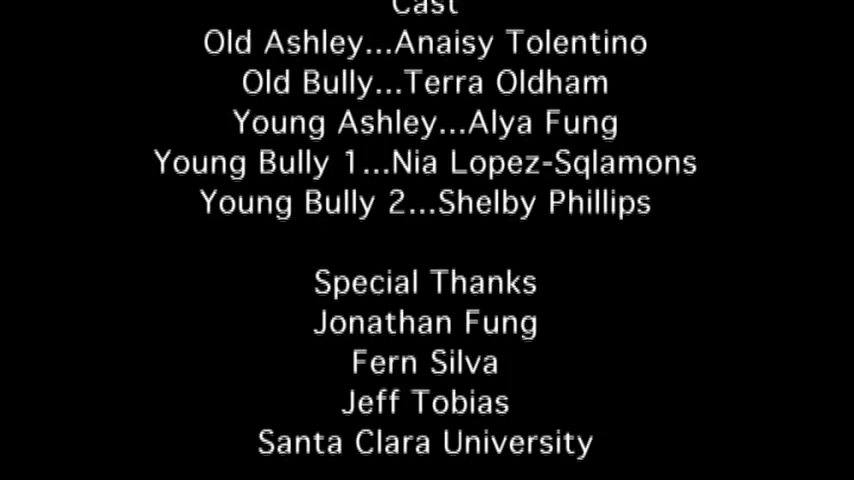 Cast
Old Ashley...Anaisy Tolentino
Old Bully...Terra Oldham
Young Ashley...Alya Fung
Young Bully 1...Nia Lopez-Sqlamons
Young Bully 2...Shelby Phillips
Special Thanks
Jonathan Fung
Fern Silva
Jeff Tobias
Santa Clara University